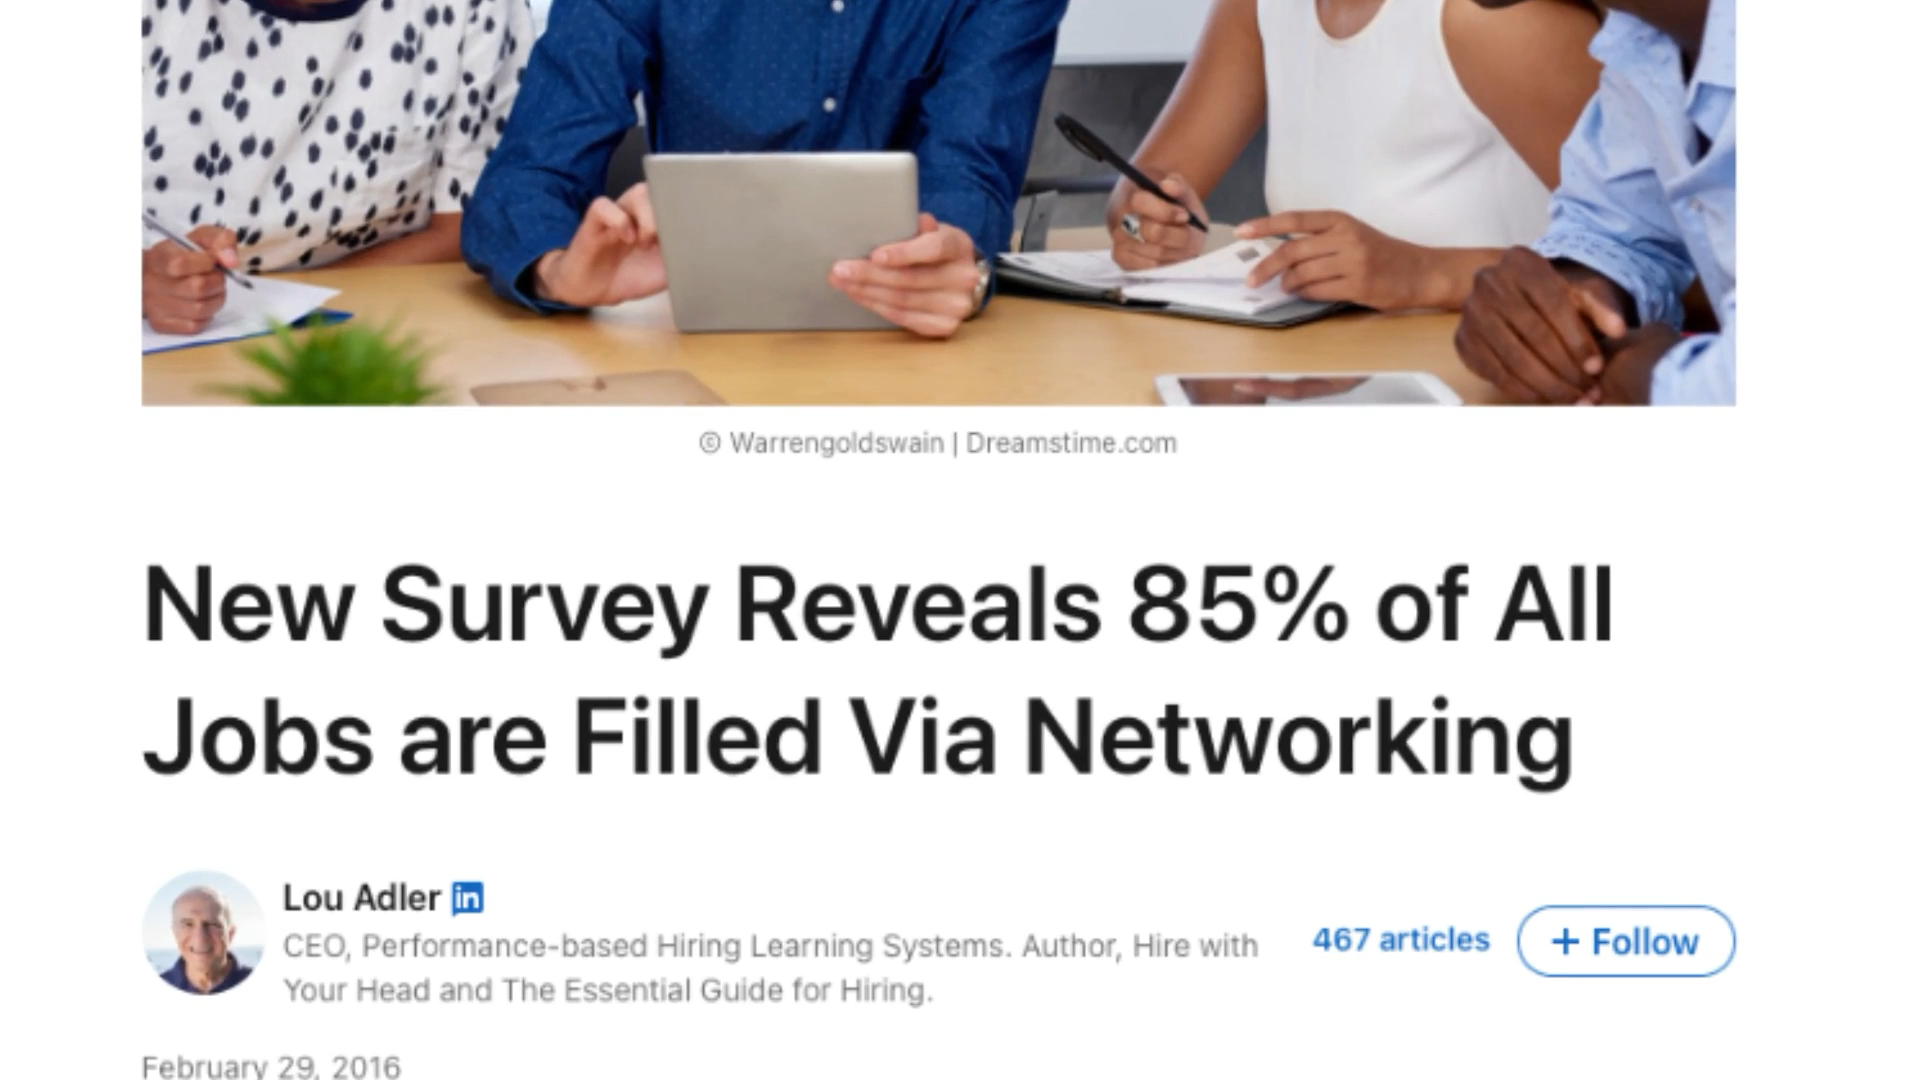 © Warrengoldswain | Dreamstime.com
New Survey Reveals 85% of All
Jobs are Filled Via Networking
Lou Adler in
CEO, Performance-based Hiring Learning Systems. Author, Hire with
Your Head and The Essential Guide for Hiring.
467 articles
+ Follow
February 29, 2016